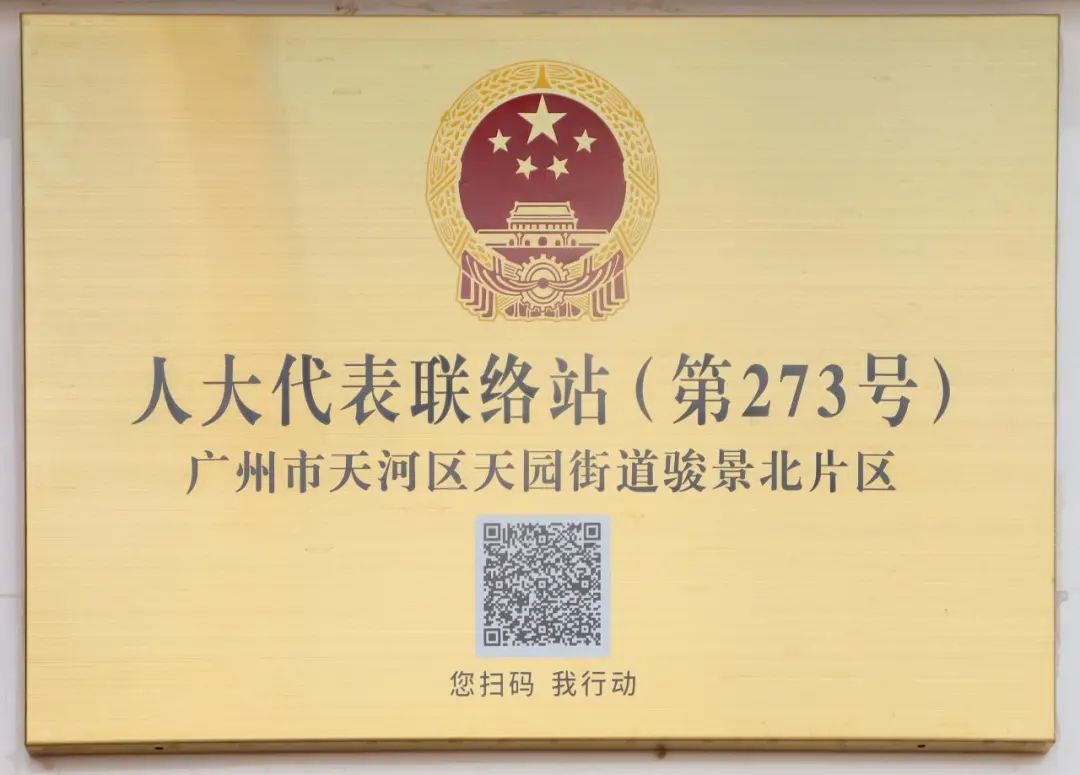 人大代表联络站（第273号）
广州市天河区天园街道骏景北片区
您扫码 我行动